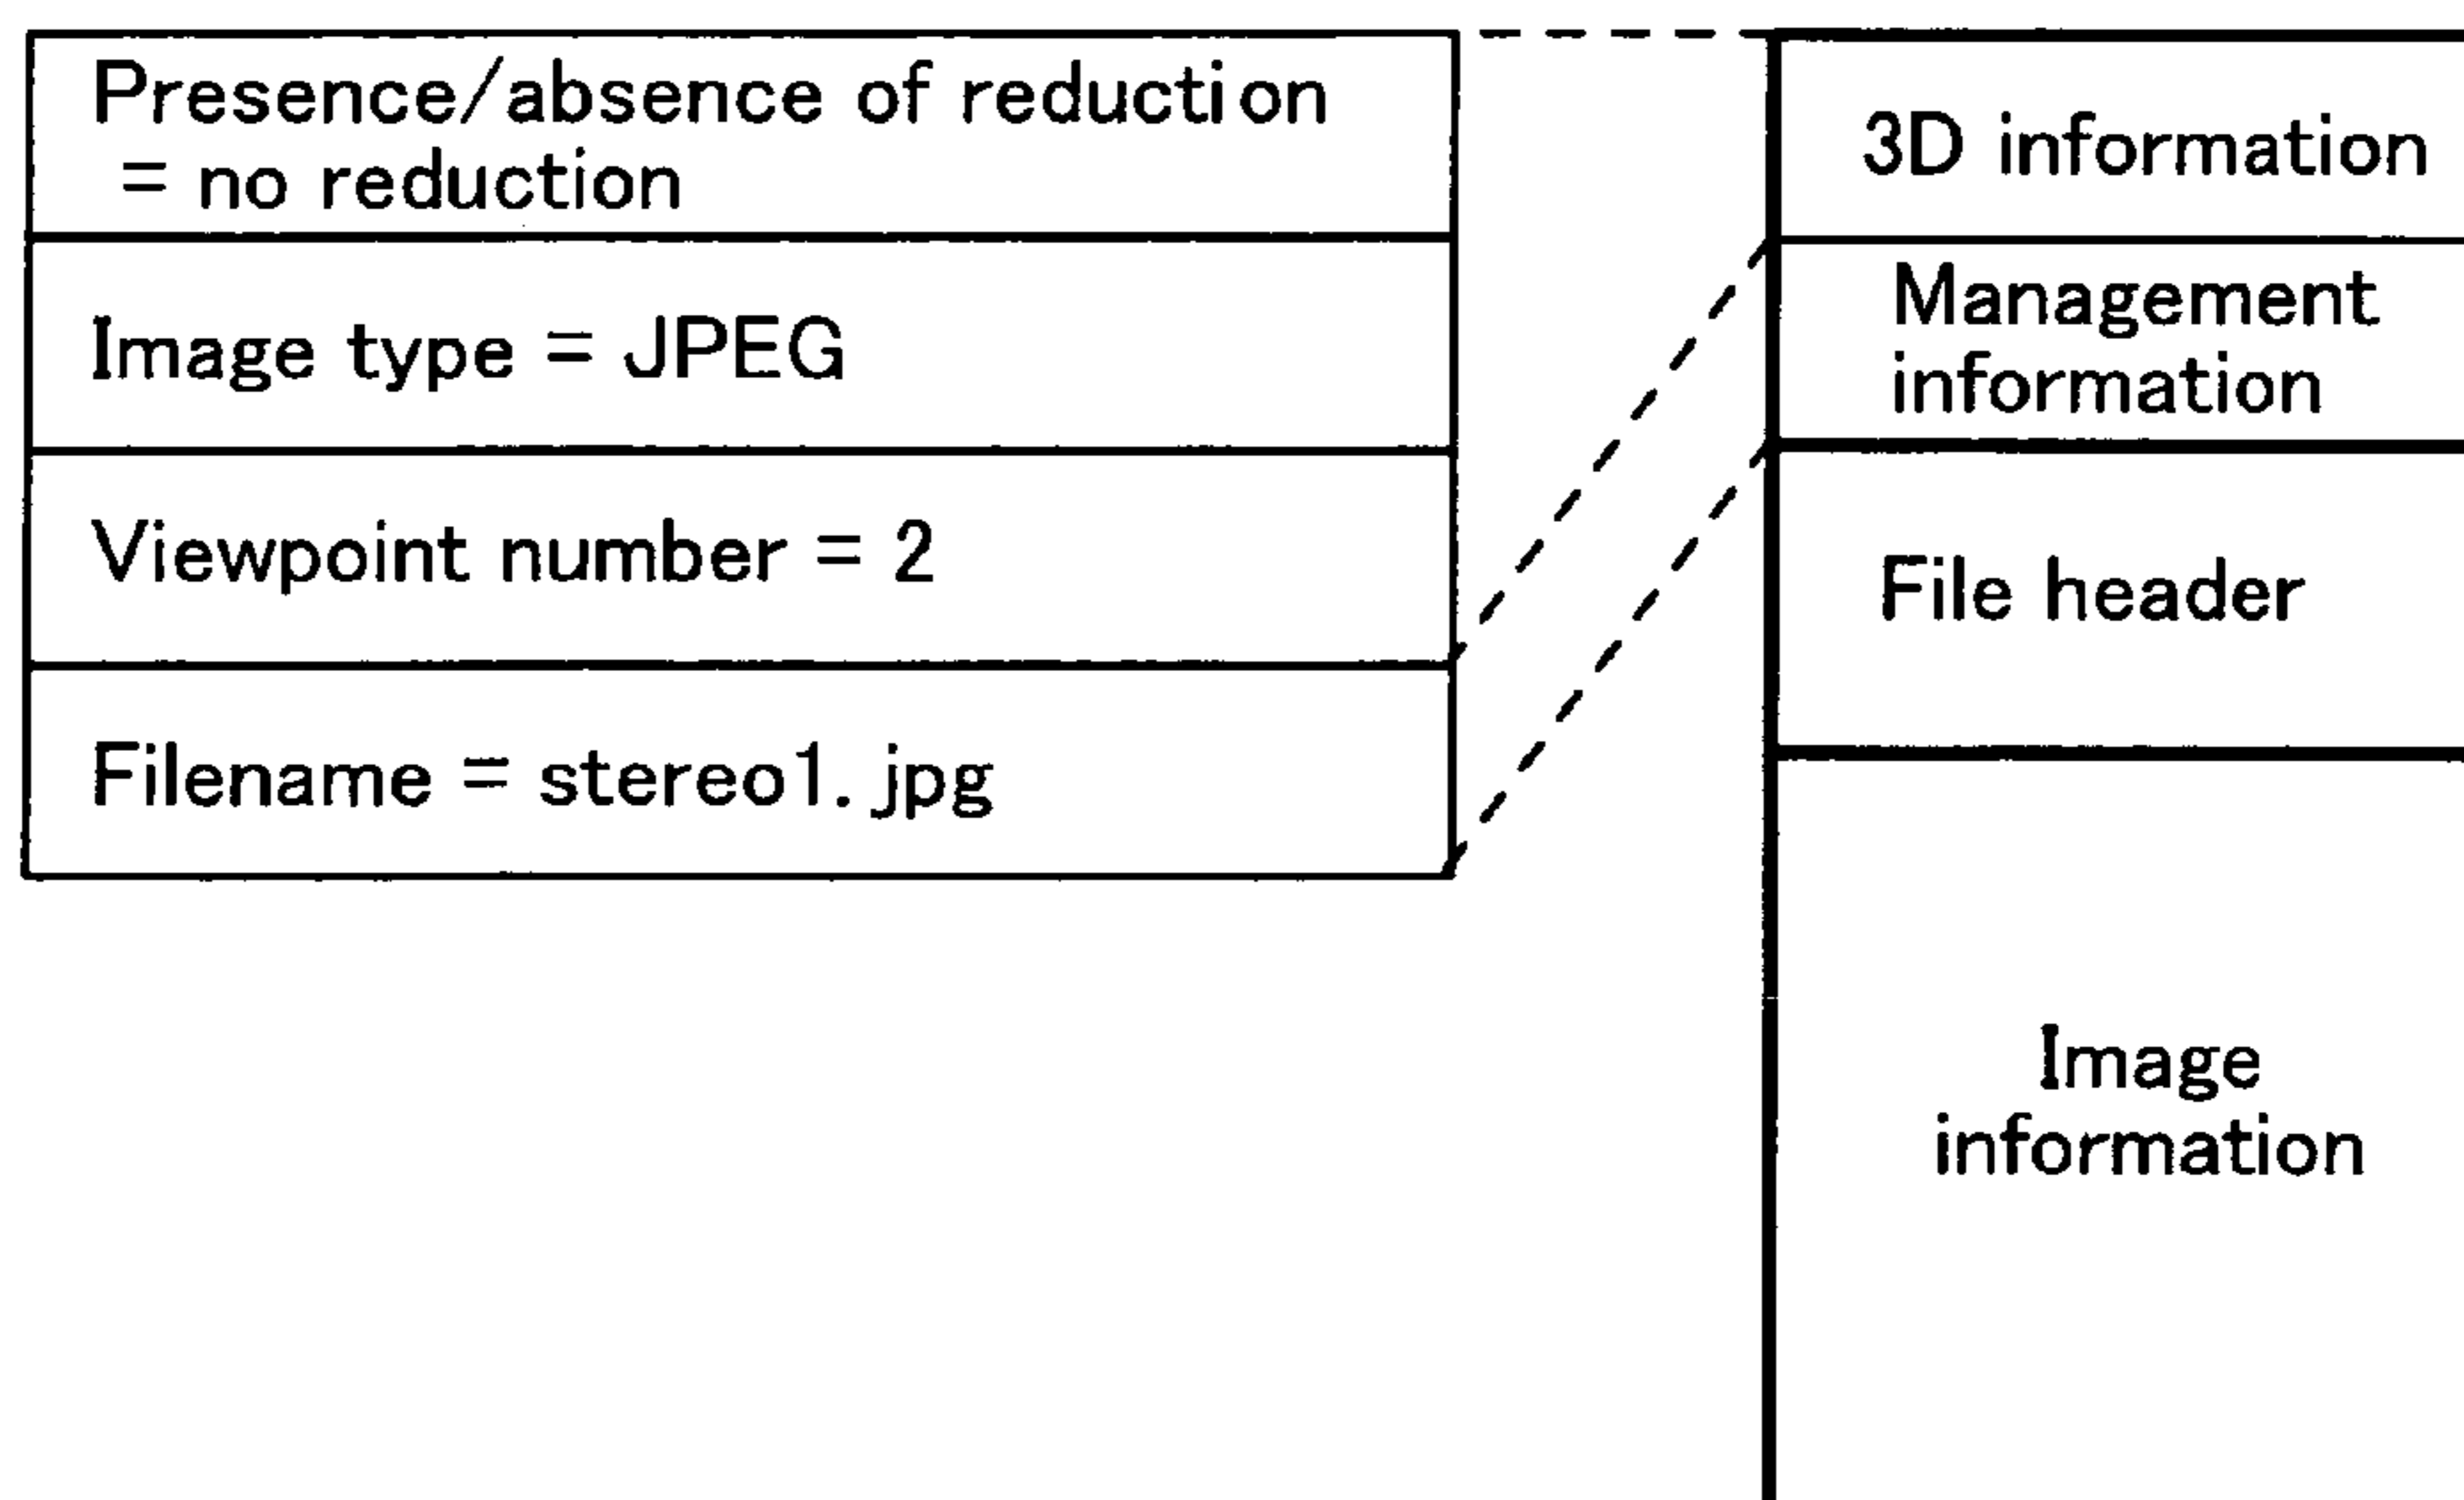 Presence/absence of reduction
= no reduction
Image type = JPEG
Viewpoint number = 2
Filename = stereo1.jpg
3D information
Management
information
File header
Image
information